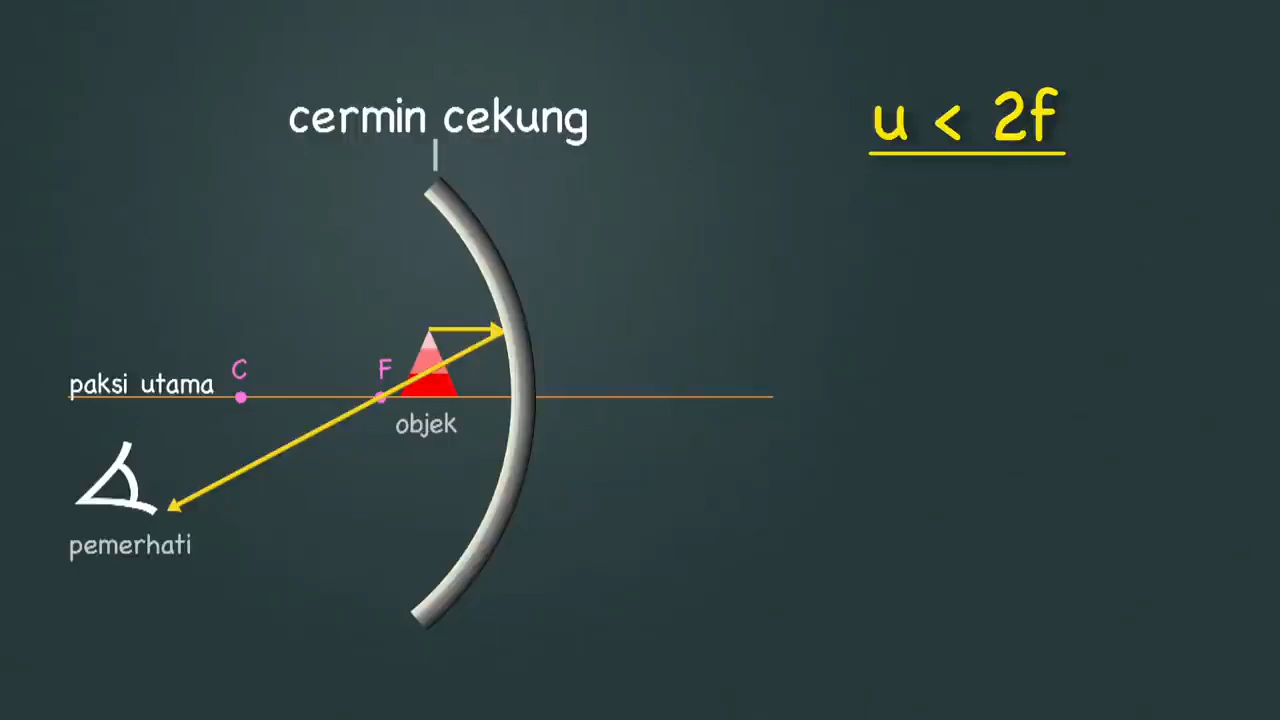 cermin cekung
u < 2f
C
F
paksi utama
objek
pemerhati